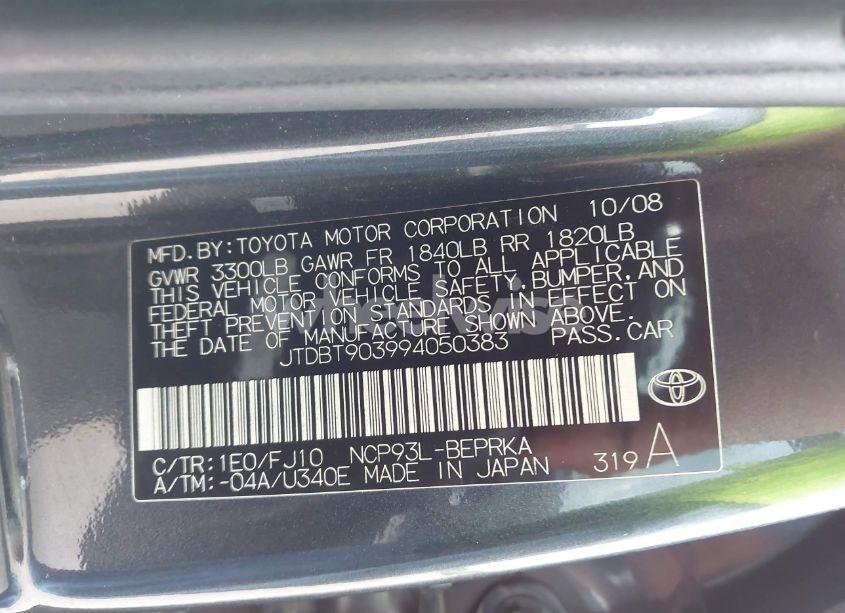 MFD.BY:TOYOTA MOTOR CORPORATION 10/08
GVWR 3300LB GAWR FR 1840LB RR 1820LB
THIS VEHICLE CONFORMS TO ALL APPLICABLE
FEDERAL MOTOR VEHICLE SAFETY,BUMPER,AND
THEFT PREVENTION STANDARDS IN EFFECT ON
THE DATE OF MANUFACTURE SHOWN ABOVE.
JTDBT903994050383 PASS.CAR
C/TR:1E0/FJ10 NCP93L-BEPRKA
A/TM:-04A/U340E MADE IN JAPAN 319A